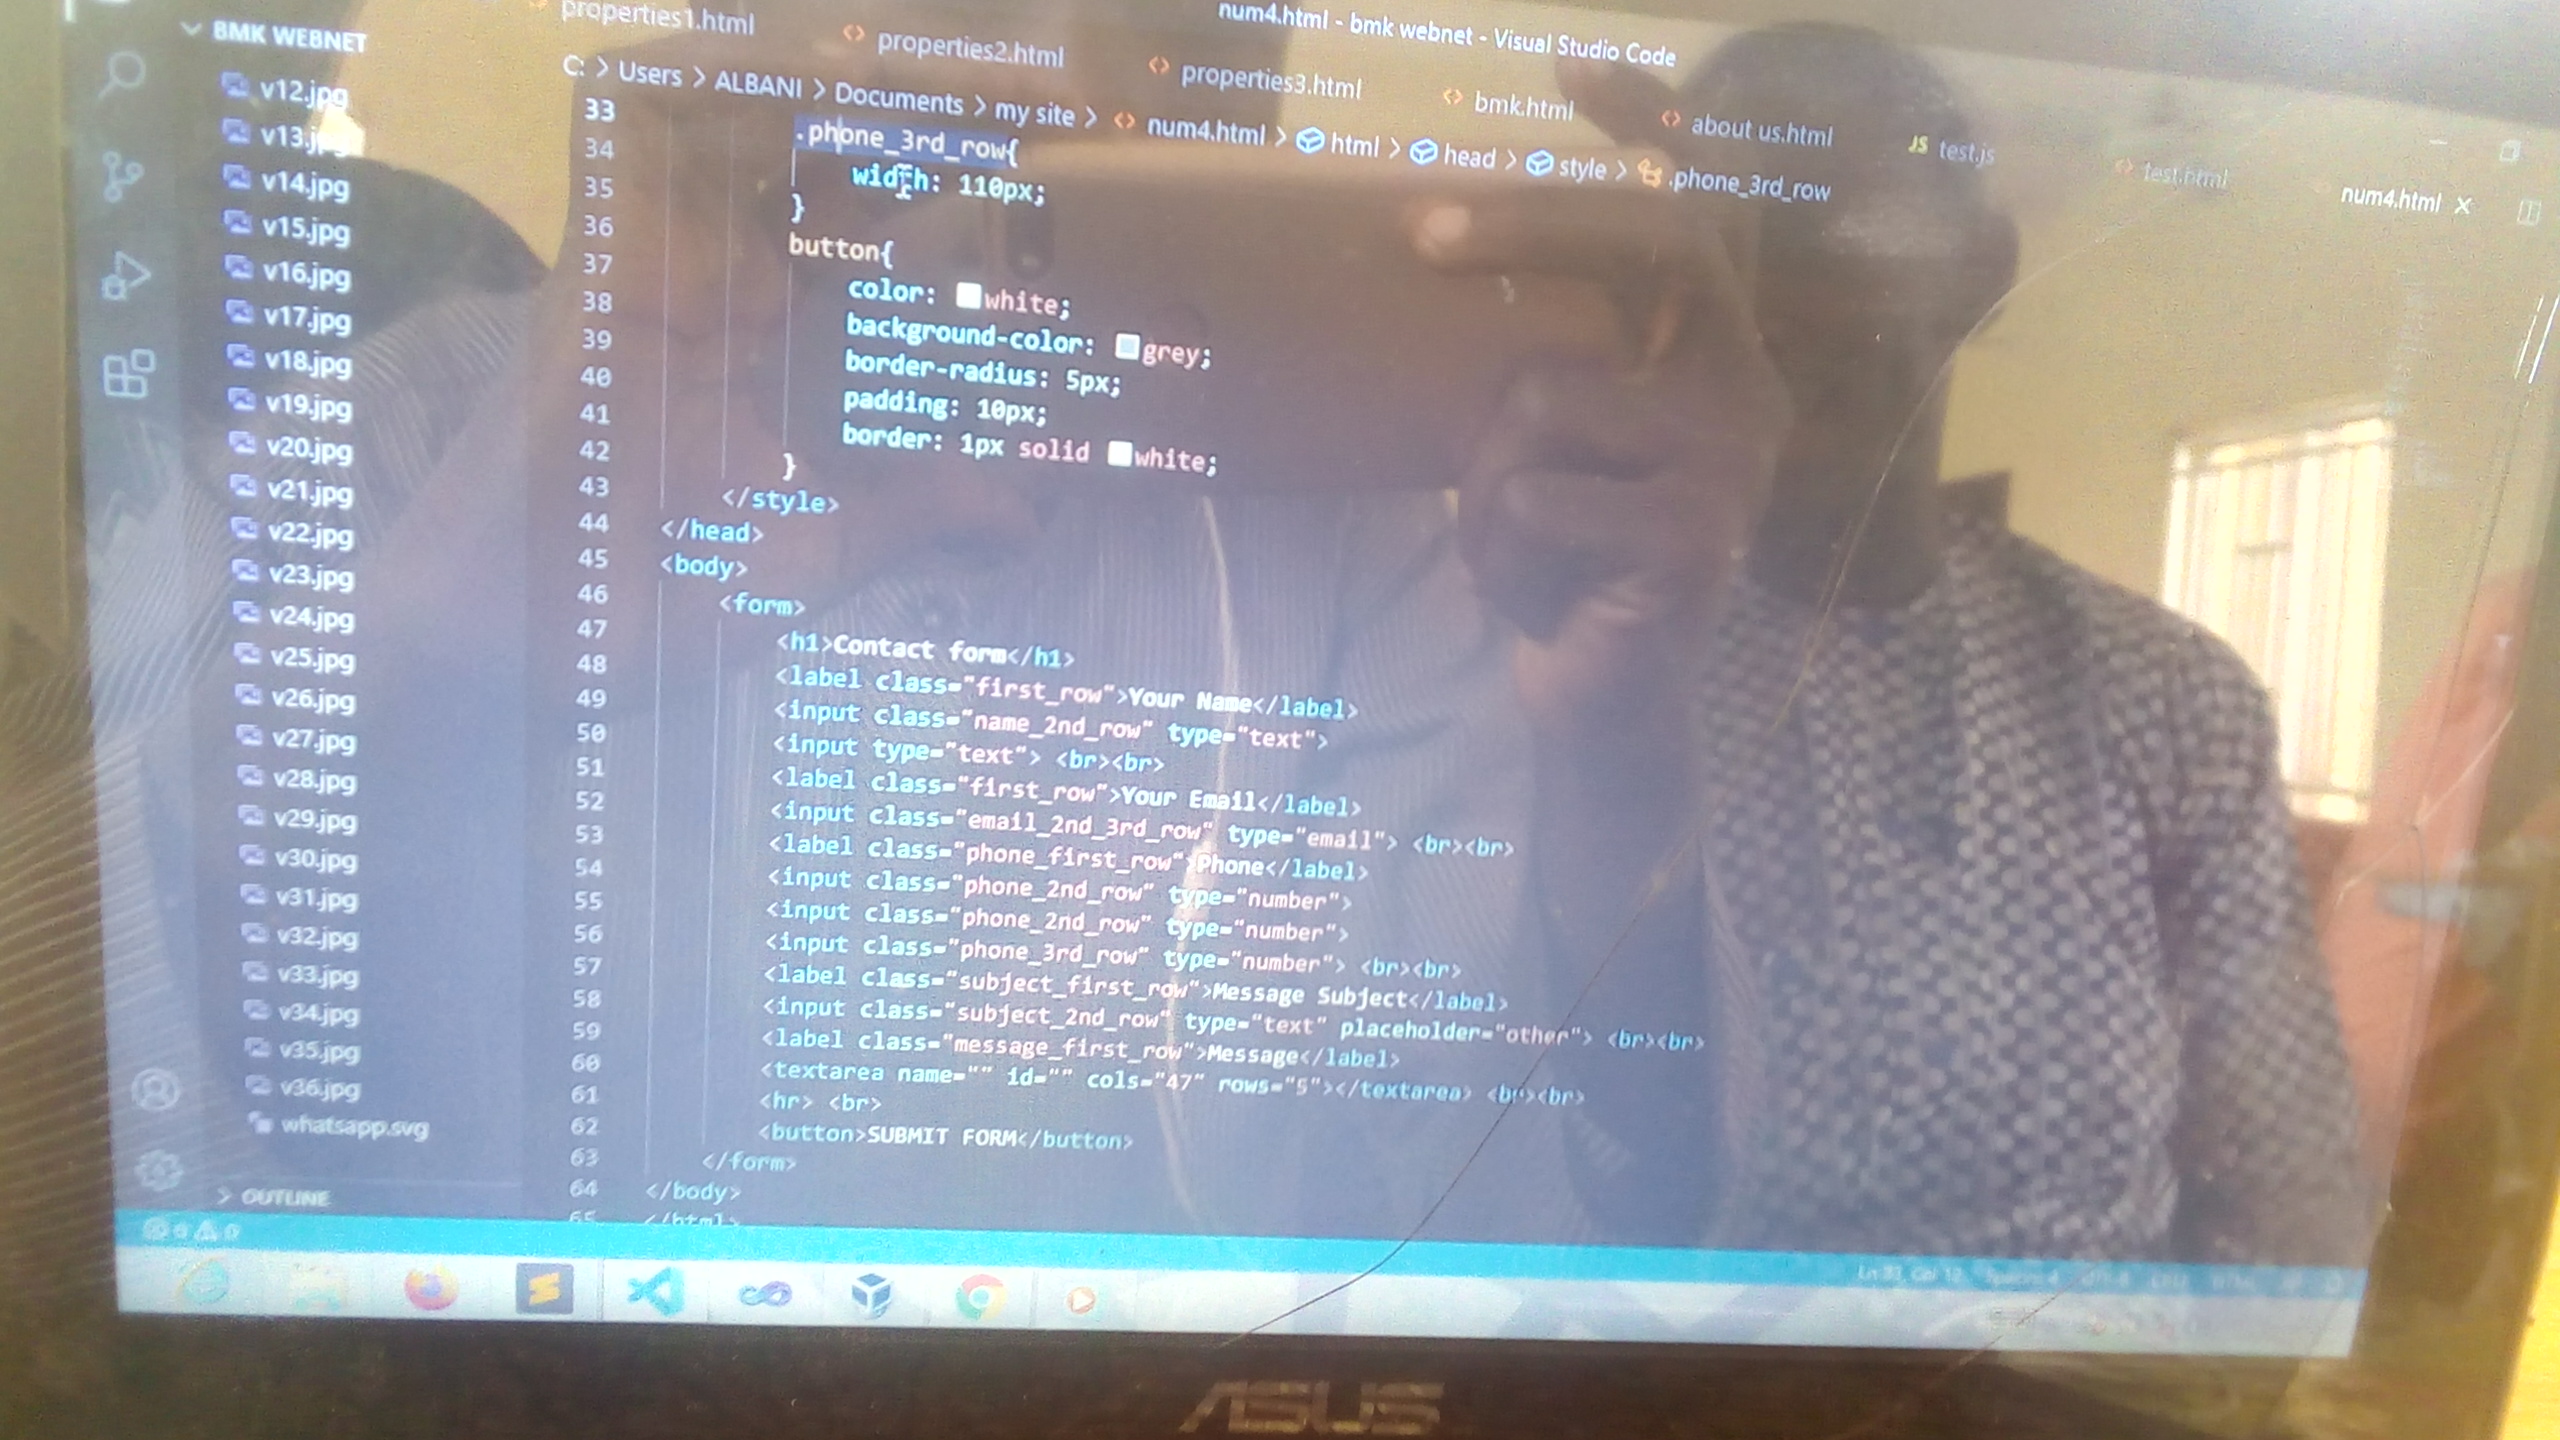 num4.html - bmk webnet - Visual Studio Code
BMK WEBNET
properties1.html
properties2.html
properties3.html
bmk.html
about us.html
JS test.js
test.html
num4.html
C: > Users > ALBANI > Documents > my site > num4.html > html > head > style > .phone_3rd_row
v12.jpg
v13.jpg
v14.jpg
v15.jpg
v16.jpg
v17.jpg
v18.jpg
v19.jpg
v20.jpg
v21.jpg
v22.jpg
v23.jpg
v24.jpg
v25.jpg
v26.jpg
v27.jpg
v28.jpg
v29.jpg
v30.jpg
v31.jpg
v32.jpg
v33.jpg
v34.jpg
v35.jpg
v36.jpg
whatsapp.svg
OUTLINE
33 .phone_3rd_row{
34 width: 110px;
35 }
36 button{
37 color: white;
38 background-color: grey;
39 border-radius: 5px;
40 padding: 10px;
41 border: 1px solid white;
42 }
43 </style>
44 </head>
45 <body>
46 <form>
47 <h1>Contact form</h1>
48 <label class="first_row">Your Name</label>
49 <input class="name_2nd_row" type="text">
50 <input type="text"> <br><br>
51 <label class="first_row">Your Email</label>
52 <input class="email_2nd_3rd_row" type="email"> <br><br>
53 <label class="phone_first_row">Phone</label>
54 <input class="phone_2nd_row" type="number">
55 <input class="phone_2nd_row" type="number">
56 <input class="phone_3rd_row" type="number"> <br><br>
57 <label class="subject_first_row">Message Subject</label>
58 <input class="subject_2nd_row" type="text" placeholder="other"> <br><br>
59 <label class="message_first_row">Message</label>
60 <textarea name="" id="" cols="47" rows="5"></textarea> <br><br>
61 <hr> <br>
62 <button>SUBMIT FORM</button>
63 </form>
64 </body>
65 </html>
ASUS